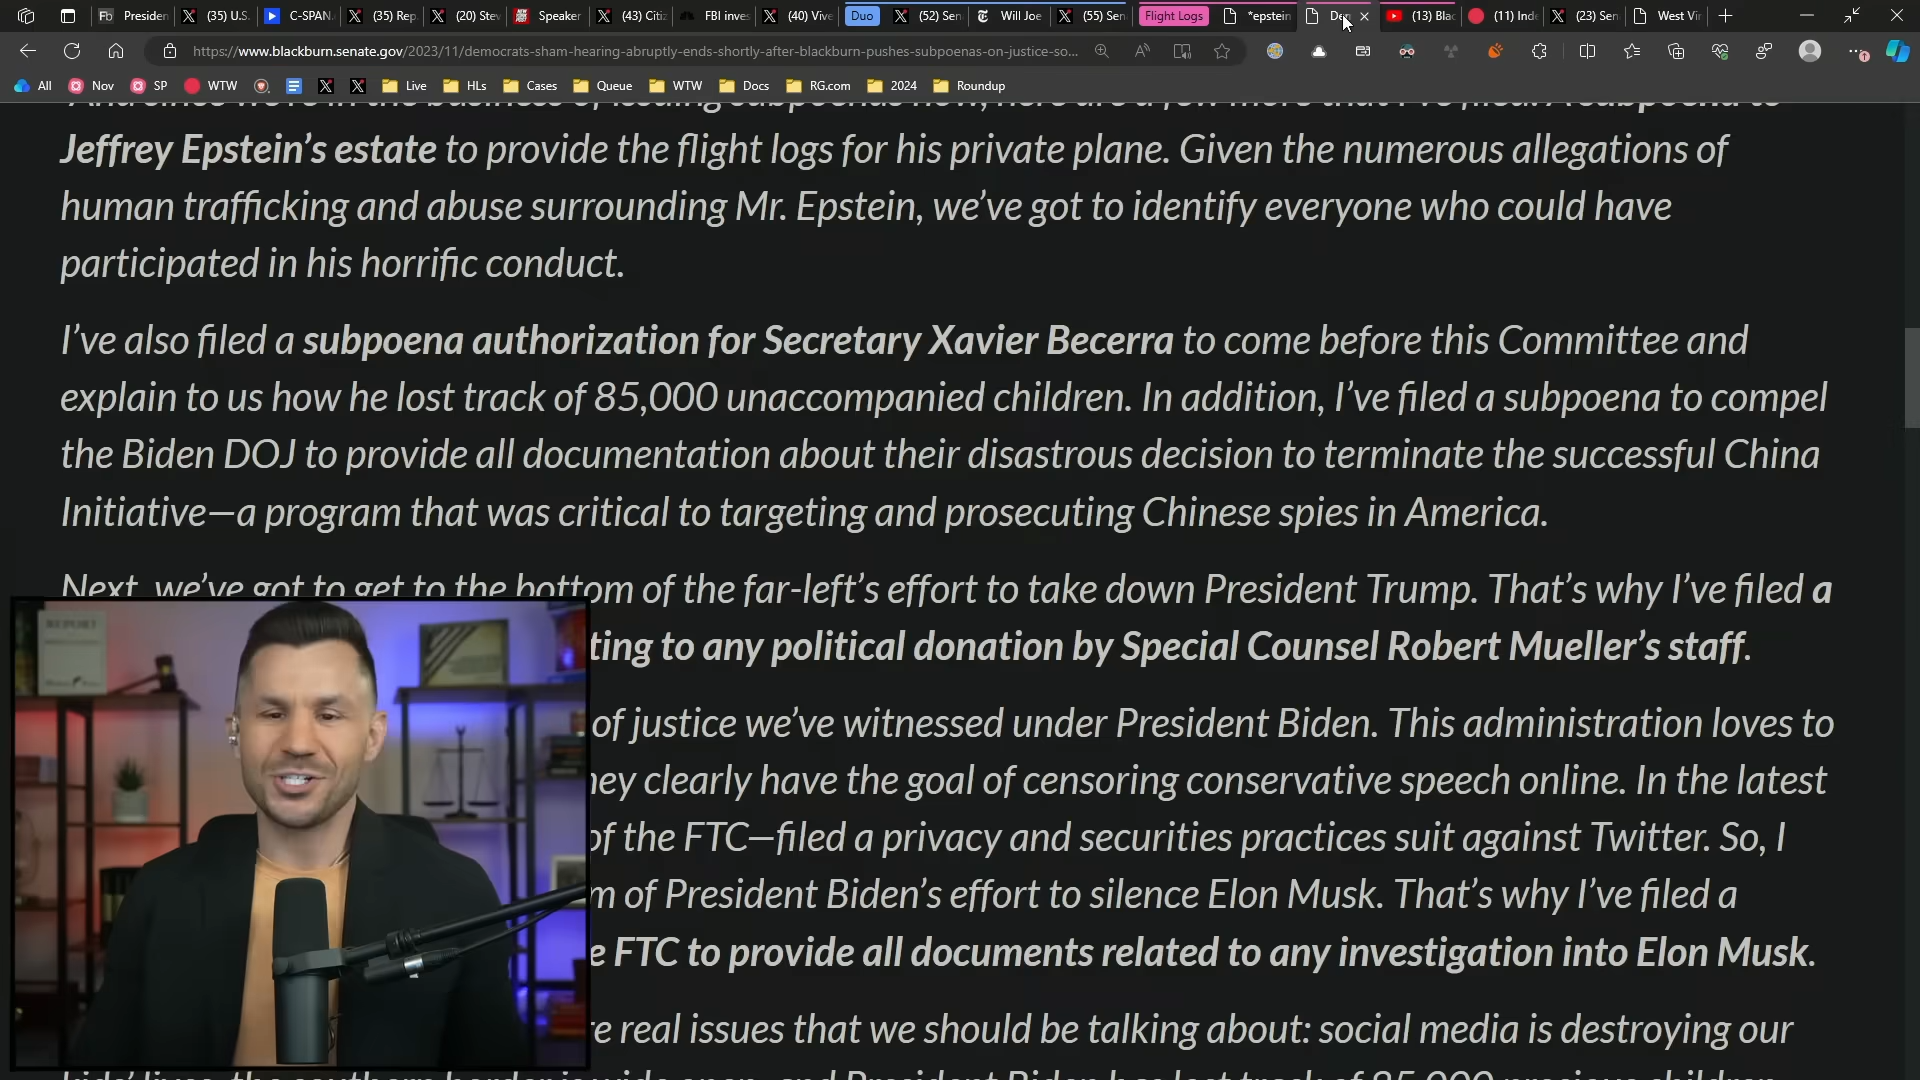 Fb Presiden
(35) U.S.
C-SPAN
(35) Rep
(20) Stev
Speaker
(43) Citi
FBI inves
(40) Vive
Duo
(52) Sen
Will Joe
(55) Sen
Flight Logs
*epstein
Den
(13) Blac
(11) Ind
(23) Sen
West Vir
https://www.blackburn.senate.gov/2023/11/democrats-sham-hearing-abruptly-ends-shortly-after-blackburn-pushes-subpoenas-on-justice-so...
All Nov SP WTW Live HLs Cases Queue WTW Docs RG.com 2024 Roundup
Jeffrey Epstein’s estate to provide the flight logs for his private plane. Given the numerous allegations of
human trafficking and abuse surrounding Mr. Epstein, we’ve got to identify everyone who could have
participated in his horrific conduct.
I’ve also filed a subpoena authorization for Secretary Xavier Becerra to come before this Committee and
explain to us how he lost track of 85,000 unaccompanied children. In addition, I’ve filed a subpoena to compel
the Biden DOJ to provide all documentation about their disastrous decision to terminate the successful China
Initiative—a program that was critical to targeting and prosecuting Chinese spies in America.
Next, we’ve got to get to the bottom of the far-left’s effort to take down President Trump. That’s why I’ve filed a
ting to any political donation by Special Counsel Robert Mueller’s staff.
of justice we’ve witnessed under President Biden. This administration loves to
hey clearly have the goal of censoring conservative speech online. In the latest
of the FTC—filed a privacy and securities practices suit against Twitter. So, I
m of President Biden’s effort to silence Elon Musk. That’s why I’ve filed a
e FTC to provide all documents related to any investigation into Elon Musk.
re real issues that we should be talking about: social media is destroying our